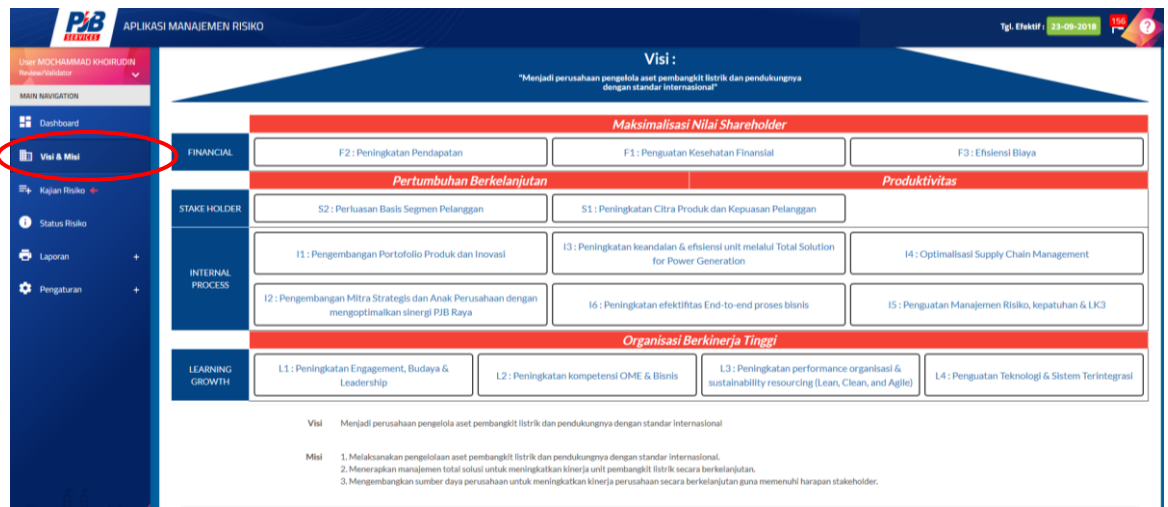 PJB
SERVICES
APLIKASI MANAJEMEN RISIKO
Tgl. Efektif : 23-09-2018
156
?
User MOCHAMMAD KHOIRUDIN
Review/Validator
MAIN NAVIGATION
Dashboard
Visi & Misi
Kajian Risiko
Status Risiko
Laporan +
Pengaturan +
Visi :
"Menjadi perusahaan pengelola aset pembangkit listrik dan pendukungnya
dengan standar internasional"
Maksimalisasi Nilai Shareholder
FINANCIAL
F2 : Peningkatan Pendapatan
F1 : Penguatan Kesehatan Finansial
F3 : Efisiensi Biaya
Pertumbuhan Berkelanjutan
Produktivitas
STAKE HOLDER
S2 : Perluasan Basis Segmen Pelanggan
S1 : Peningkatan Citra Produk dan Kepuasan Pelanggan
INTERNAL
PROCESS
I1 : Pengembangan Portofolio Produk dan Inovasi
I3 : Peningkatan keandalan & efisiensi unit melalui Total Solution
for Power Generation
I4 : Optimalisasi Supply Chain Management
I2 : Pengembangan Mitra Strategis dan Anak Perusahaan dengan
mengoptimalkan sinergi PJB Raya
I6 : Peningkatan efektifitas End-to-end proses bisnis
I5 : Penguatan Manajemen Risiko, kepatuhan & LK3
Organisasi Berkinerja Tinggi
LEARNING
GROWTH
L1 : Peningkatan Engagement, Budaya &
Leadership
L2 : Peningkatan kompetensi OME & Bisnis
L3 : Peningkatan performance organisasi &
sustainability resourcing (Lean, Clean, and Agile)
L4 : Penguatan Teknologi & Sistem Terintegrasi
Visi Menjadi perusahaan pengelola aset pembangkit listrik dan pendukungnya dengan standar internasional
Misi 1. Melaksanakan pengelolaan aset pembangkit listrik dan pendukungnya dengan standar internasional.
2. Menerapkan manajemen total solusi untuk meningkatkan kinerja unit pembangkit listrik secara berkelanjutan.
3. Mengembangkan sumber daya perusahaan untuk meningkatkan kinerja perusahaan secara berkelanjutan guna memenuhi harapan stakeholder.